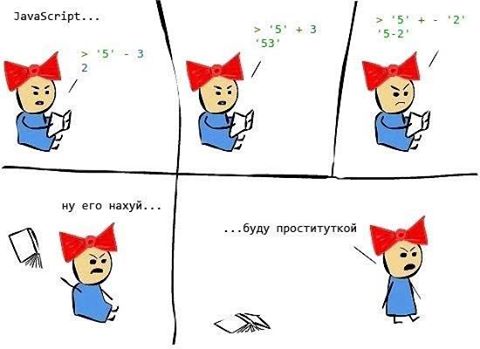 JavaScript...
> '5' - 3
2
> '5' + 3
'53'
> '5' + - '2'
'5-2'
ну его нахуй...
...буду проституткой